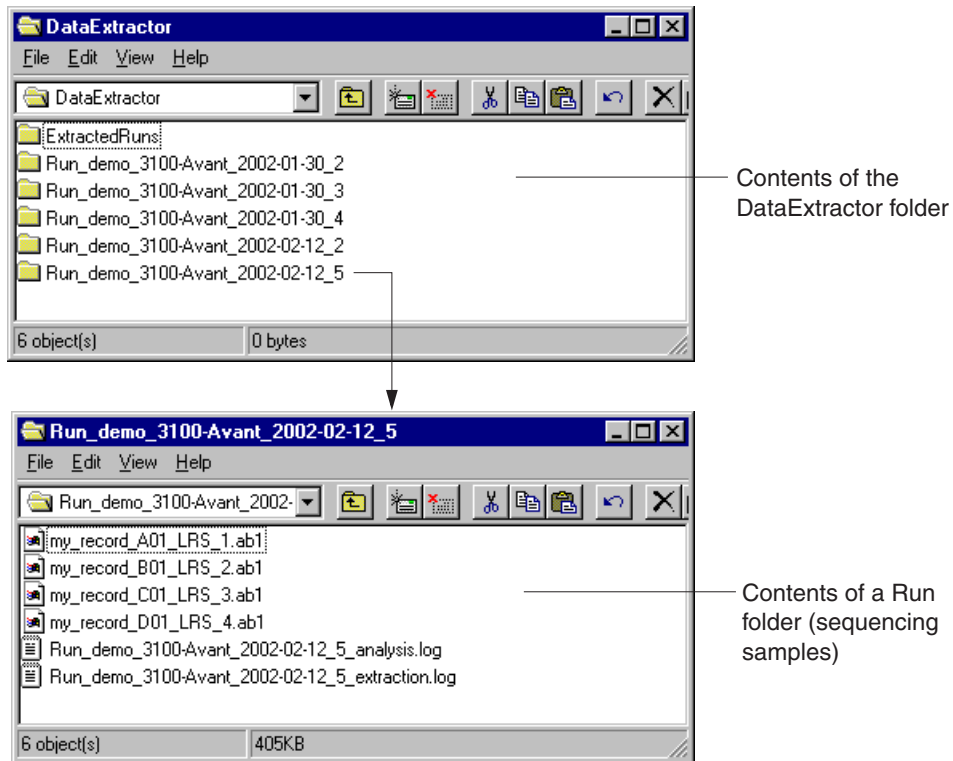 DataExtractor
File Edit View Help
DataExtractor
ExtractedRuns
Run_demo_3100-Avant_2002-01-30_2
Run_demo_3100-Avant_2002-01-30_3
Run_demo_3100-Avant_2002-01-30_4
Run_demo_3100-Avant_2002-02-12_2
Run_demo_3100-Avant_2002-02-12_5
6 object(s) 0 bytes
Contents of the
DataExtractor folder
Run_demo_3100-Avant_2002-02-12_5
File Edit View Help
Run_demo_3100-Avant_2002-
my_record_A01_LRS_1.ab1
my_record_B01_LRS_2.ab1
my_record_C01_LRS_3.ab1
my_record_D01_LRS_4.ab1
Run_demo_3100-Avant_2002-02-12_5_analysis.log
Run_demo_3100-Avant_2002-02-12_5_extraction.log
6 object(s) 405KB
Contents of a Run
folder (sequencing
samples)